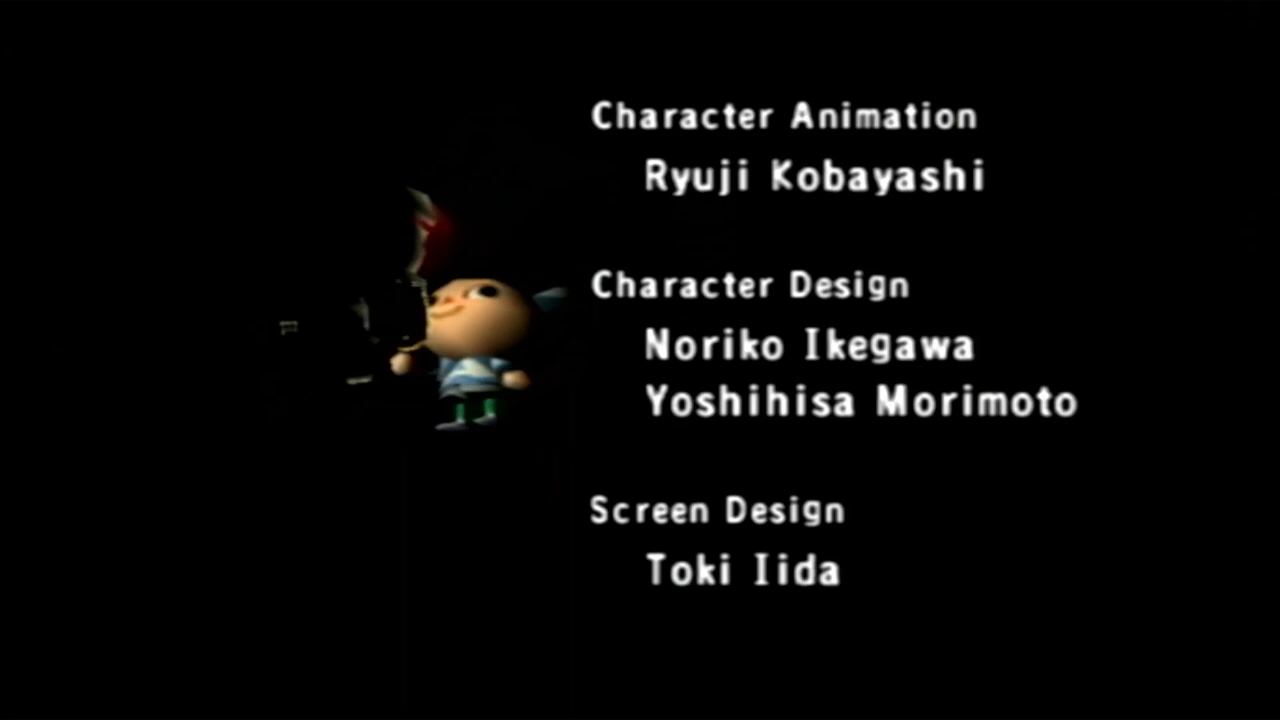 Character Animation
Ryuji Kobayashi
Character Design
Noriko Ikegawa
Yoshihisa Morimoto
Screen Design
Toki Iida